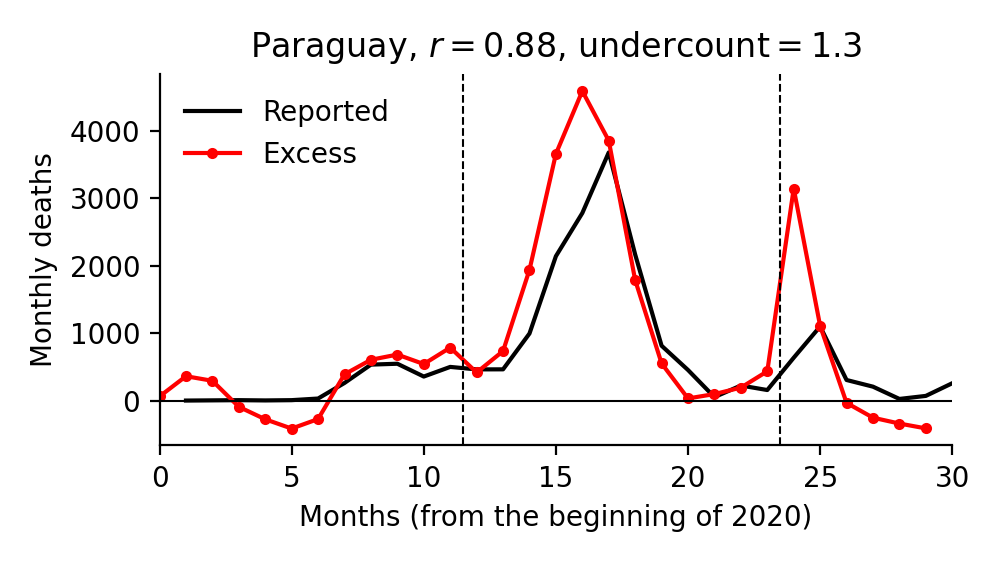 Paraguay, r = 0.88, undercount = 1.3
Reported
Excess
Monthly deaths
4000
3000
2000
1000
0
0 5 10 15 20 25 30
Months (from the beginning of 2020)